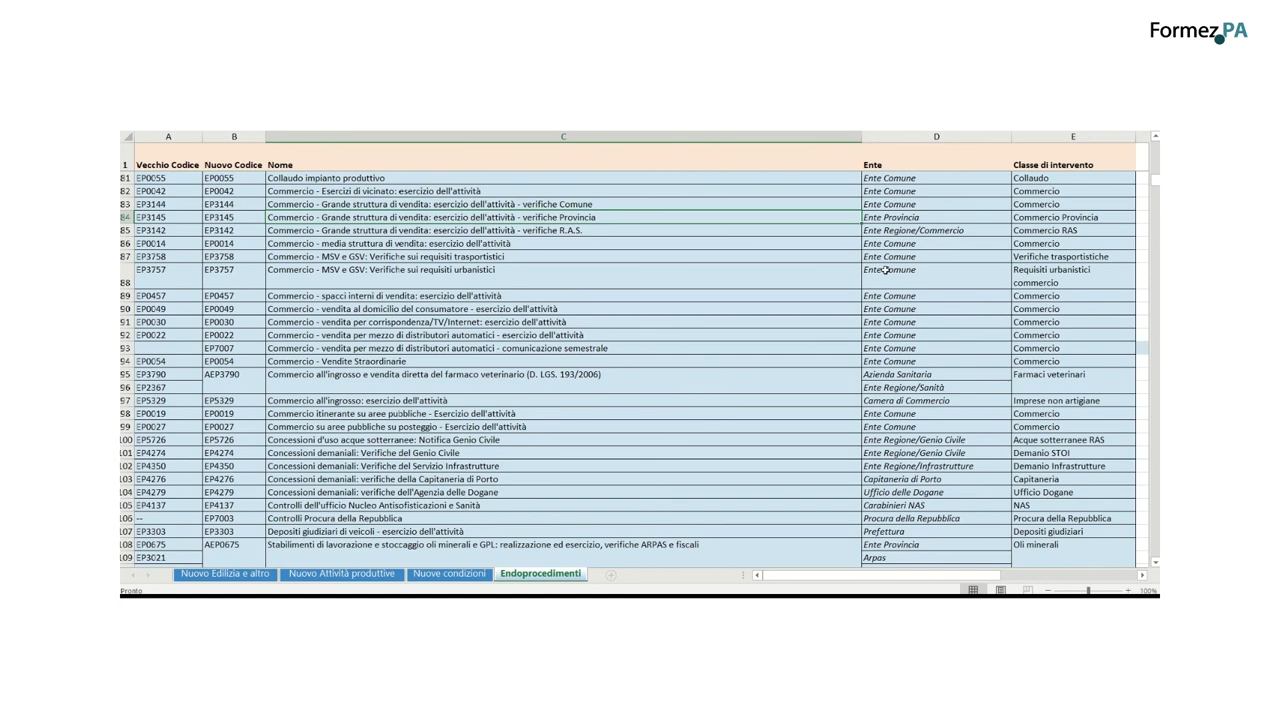 Formez.PA
A B C D E
1 Vecchio Codice Nuovo Codice Nome Ente Classe di intervento
81 EP0055 EP0055 Collaudo impianto produttivo Ente Comune Collaudo
82 EP0042 EP0042 Commercio - Esercizi di vicinato: esercizio dell'attività Ente Comune Commercio
83 EP3144 EP3144 Commercio - Grande struttura di vendita: esercizio dell'attività - verifiche Comune Ente Comune Commercio
84 EP3145 EP3145 Commercio - Grande struttura di vendita: esercizio dell'attività - verifiche Provincia Ente Provincia Commercio Provincia
85 EP3142 EP3142 Commercio - Grande struttura di vendita: esercizio dell'attività - verifiche R.A.S. Ente Regione/Commercio Commercio RAS
86 EP0014 EP0014 Commercio - media struttura di vendita: esercizio dell'attività Ente Comune Commercio
87 EP3758 EP3758 Commercio - MSV e GSV: Verifiche sui requisiti trasportistici Ente Comune Verifiche trasportistiche
EP3757 EP3757 Commercio - MSV e GSV: Verifiche sui requisiti urbanistici Ente Comune Requisiti urbanistici
88 commercio
89 EP0457 EP0457 Commercio - spacci interni di vendita: esercizio dell'attività Ente Comune Commercio
90 EP0049 EP0049 Commercio - vendita al domicilio del consumatore - esercizio dell'attività Ente Comune Commercio
91 EP0030 EP0030 Commercio - vendita per corrispondenza/TV/Internet: esercizio dell'attività Ente Comune Commercio
92 EP0022 EP0022 Commercio - vendita per mezzo di distributori automatici - esercizio dell'attività Ente Comune Commercio
93 EP7007 Commercio - vendita per mezzo di distributori automatici - comunicazione semestrale Ente Comune Commercio
94 EP0054 EP0054 Commercio - Vendite Straordinarie Ente Comune Commercio
95 EP3790 AEP3790 Commercio all'ingrosso e vendita diretta del farmaco veterinario (D. LGS. 193/2006) Azienda Sanitaria Farmaci veterinari
96 EP2367 Ente Regione/Sanità
97 EP5329 EP5329 Commercio all'ingrosso: esercizio dell'attività Camera di Commercio Imprese non artigiane
98 EP0019 EP0019 Commercio itinerante su aree pubbliche - Esercizio dell'attività Ente Comune Commercio
99 EP0027 EP0027 Commercio su aree pubbliche su posteggio - Esercizio dell'attività Ente Comune Commercio
100 EP5726 EP5726 Concessioni d'uso acque sotterranee: Notifica Genio Civile Ente Regione/Genio Civile Acque sotterranee RAS
101 EP4274 EP4274 Concessioni demaniali: Verifiche del Genio Civile Ente Regione/Genio Civile Demanio STOI
102 EP4350 EP4350 Concessioni demaniali: Verifiche del Servizio Infrastrutture Ente Regione/Infrastrutture Demanio Infrastrutture
103 EP4276 EP4276 Concessioni demaniali: verifiche della Capitaneria di Porto Capitaneria di Porto Capitaneria
104 EP4279 EP4279 Concessioni demaniali: verifiche dell'Agenzia delle Dogane Ufficio delle Dogane Ufficio Dogane
105 EP4137 EP4137 Controlli dell'ufficio Nucleo Antisofisticazioni e Sanità Carabinieri NAS NAS
106 -- EP7003 Controlli Procura della Repubblica Procura della Repubblica Procura della Repubblica
107 EP3303 EP3303 Depositi giudiziari di veicoli - esercizio dell'attività Prefettura Depositi giudiziari
108 EP0675 AEP0675 Stabilimenti di lavorazione e stoccaggio oli minerali e GPL: realizzazione ed esercizio, verifiche ARPAS e fiscali Ente Provincia Oli minerali
109 EP3021 Arpas
Nuovo Edilizia e altro Nuovo Attività produttive Nuove condizioni Endoprocedimenti
Pronto 100%